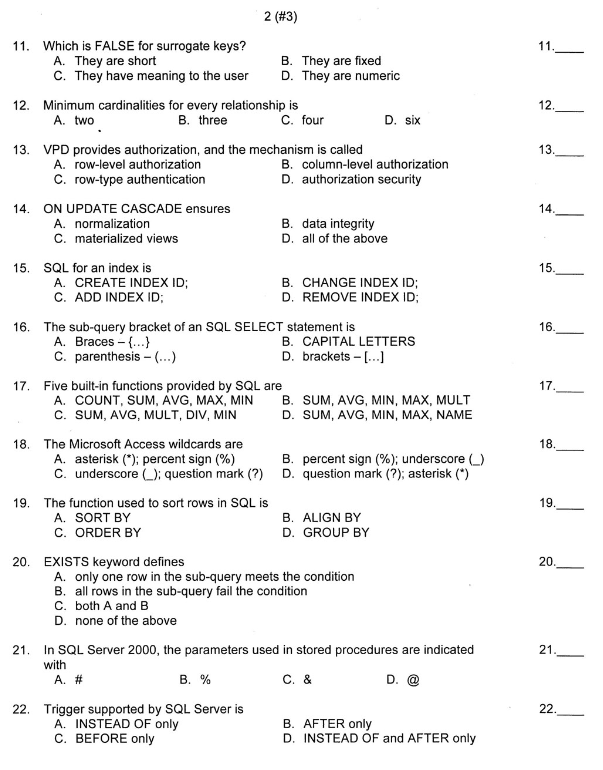 2 (#3)
11. Which is FALSE for surrogate keys? 11.____
A. They are short B. They are fixed
C. They have meaning to the user D. They are numeric
12. Minimum cardinalities for every relationship is 12.____
A. two B. three C. four D. six
13. VPD provides authorization, and the mechanism is called 13.____
A. row-level authorization B. column-level authorization
C. row-type authentication D. authorization security
14. ON UPDATE CASCADE ensures 14.____
A. normalization B. data integrity
C. materialized views D. all of the above
15. SQL for an index is 15.____
A. CREATE INDEX ID; B. CHANGE INDEX ID;
C. ADD INDEX ID; D. REMOVE INDEX ID;
16. The sub-query bracket of an SQL SELECT statement is 16.____
A. Braces – {...} B. CAPITAL LETTERS
C. parenthesis – (...) D. brackets – [...]
17. Five built-in functions provided by SQL are 17.____
A. COUNT, SUM, AVG, MAX, MIN B. SUM, AVG, MIN, MAX, MULT
C. SUM, AVG, MULT, DIV, MIN D. SUM, AVG, MIN, MAX, NAME
18. The Microsoft Access wildcards are 18.____
A. asterisk (*); percent sign (%) B. percent sign (%); underscore (_)
C. underscore (_); question mark (?) D. question mark (?); asterisk (*)
19. The function used to sort rows in SQL is 19.____
A. SORT BY B. ALIGN BY
C. ORDER BY D. GROUP BY
20. EXISTS keyword defines 20.____
A. only one row in the sub-query meets the condition
B. all rows in the sub-query fail the condition
C. both A and B
D. none of the above
21. In SQL Server 2000, the parameters used in stored procedures are indicated 21.____
with
A. # B. % C. & D. @
22. Trigger supported by SQL Server is 22.____
A. INSTEAD OF only B. AFTER only
C. BEFORE only D. INSTEAD OF and AFTER only